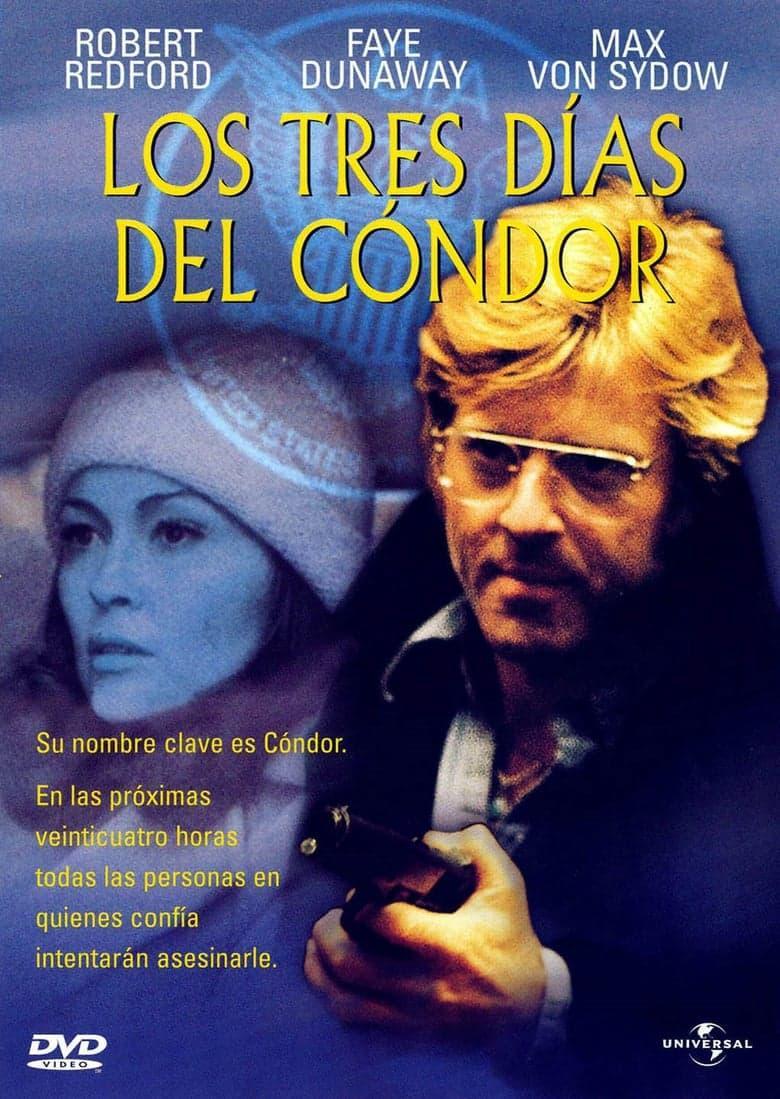 ROBERT REDFORD
FAYE DUNAWAY
MAX VON SYDOW
LOS TRES DÍAS
DEL CÓNDOR
Su nombre clave es Cóndor.
En las próximas
veinticuatro horas
todas las personas en
quienes confía
intentarán asesinarle.
DVD
VIDEO
UNIVERSAL